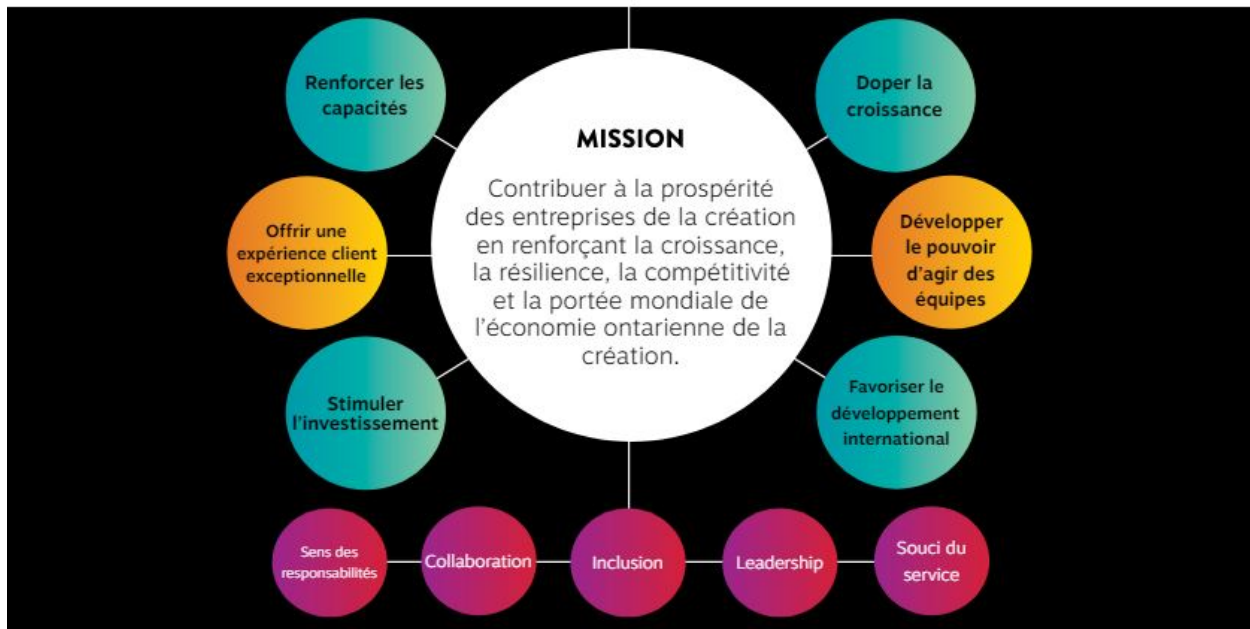 Renforcer les
capacités
Doper la
croissance
MISSION
Contribuer à la prospérité
des entreprises de la création
en renforçant la croissance,
la résilience, la compétitivité
et la portée mondiale de
l'économie ontarienne de la
création.
Offrir une
expérience client
exceptionnelle
Développer
le pouvoir
d'agir des
équipes
Stimuler
l'investissement
Favoriser le
développement
international
Sens des
responsabilités
Collaboration
Inclusion
Leadership
Souci du
service